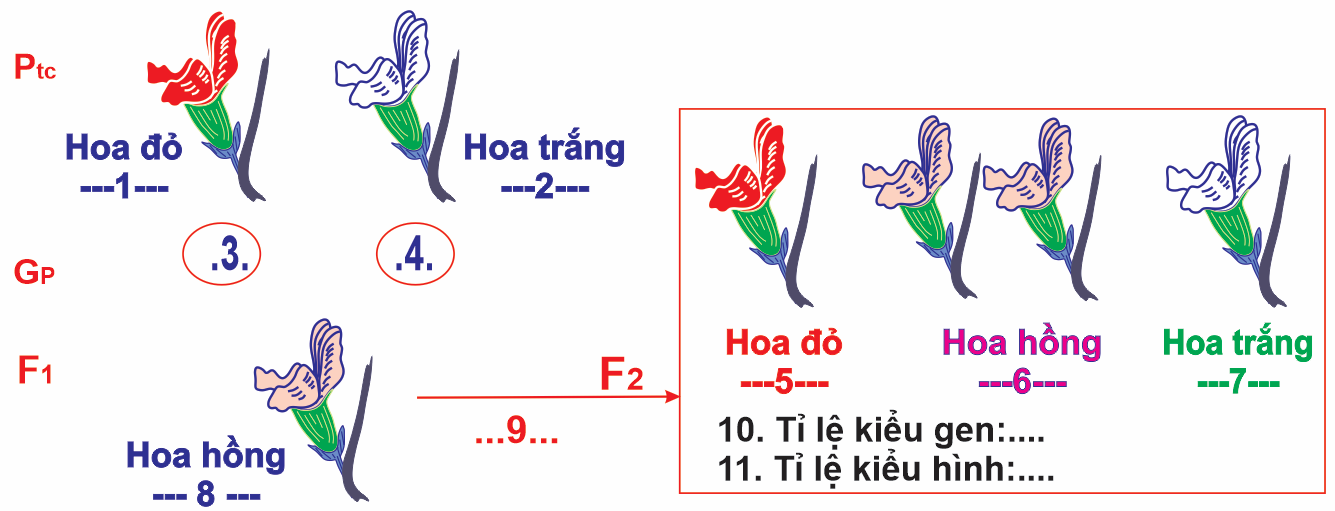 Ptc
Hoa đỏ
---1---
Hoa trắng
---2---
GP
.3.
.4.
F1
Hoa hồng
--- 8 ---
F2
...9...
Hoa đỏ
---5---
Hoa hồng
---6---
Hoa trắng
---7---
10. Tỉ lệ kiểu gen:....
11. Tỉ lệ kiểu hình:....